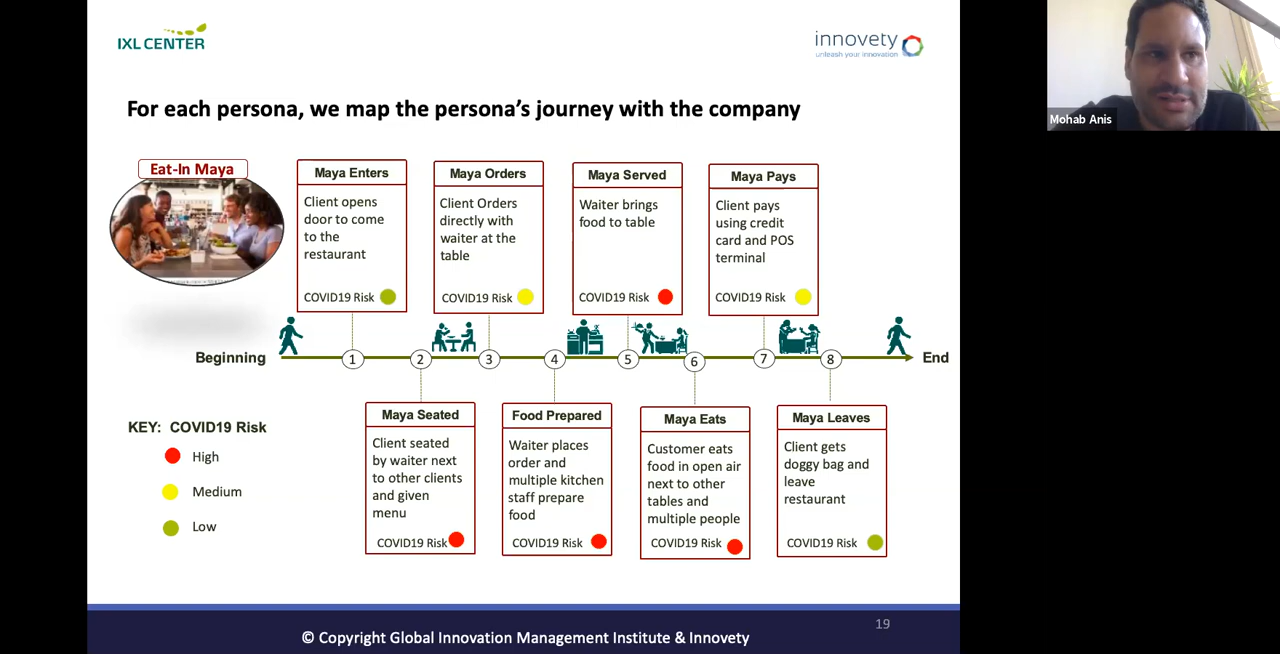 IXL CENTER
innovety
unleash your innovation
Mohab Anis
For each persona, we map the persona's journey with the company
Eat-In Maya
Maya Enters
Client opens
door to come
to the
restaurant
COVID19 Risk
Maya Orders
Client Orders
directly with
waiter at the
table
COVID19 Risk
Maya Served
Waiter brings
food to table
COVID19 Risk
Maya Pays
Client pays
using credit
card and POS
terminal
COVID19 Risk
Beginning
1
2
3
4
5
6
7
8
End
KEY: COVID19 Risk
High
Medium
Low
Maya Seated
Client seated
by waiter next
to other clients
and given
menu
COVID19 Risk
Food Prepared
Waiter places
order and
multiple kitchen
staff prepare
food
COVID19 Risk
Maya Eats
Customer eats
food in open air
next to other
tables and
multiple people
COVID19 Risk
Maya Leaves
Client gets
doggy bag and
leave
restaurant
COVID19 Risk
19
© Copyright Global Innovation Management Institute & Innovety